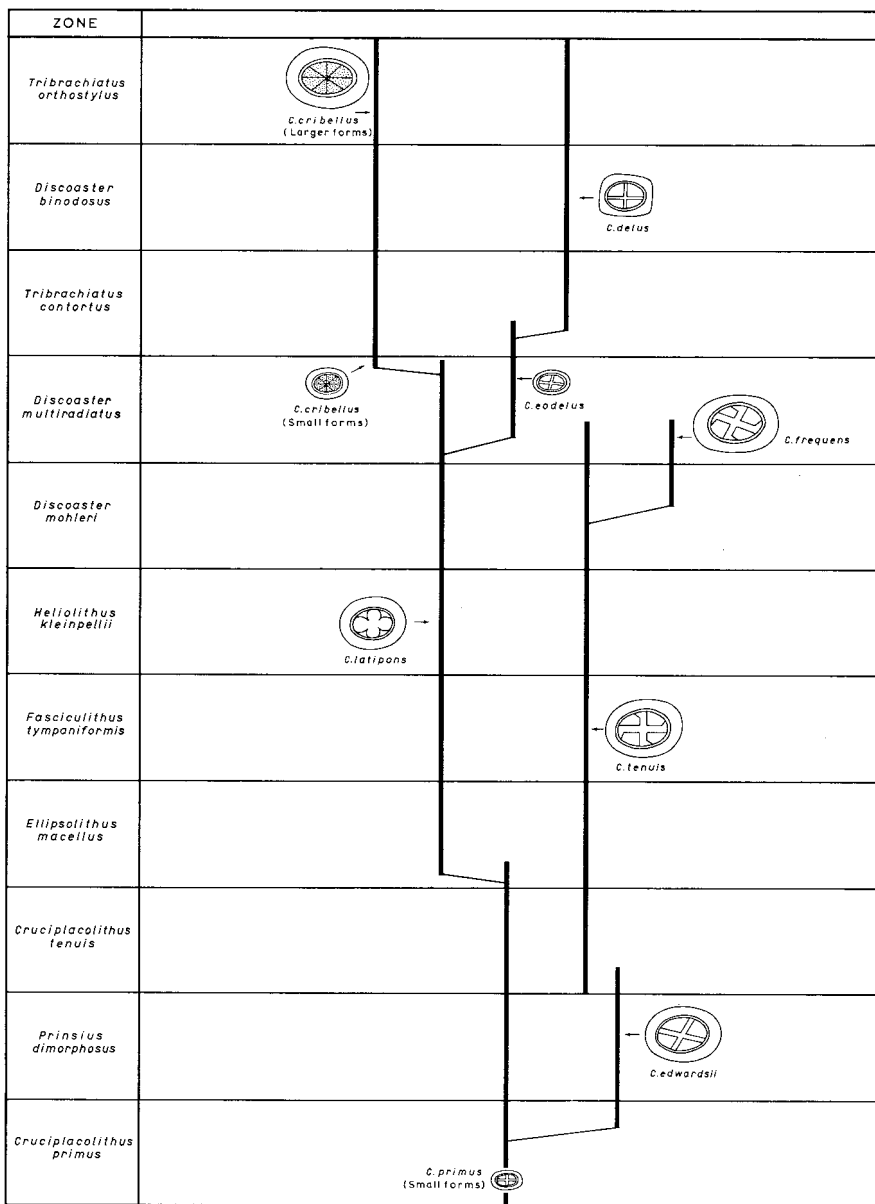 ZONE
Tribrachiatus
orthostylus
C.cribellus
(Larger forms)
Discoaster
binodosus
C.delus
Tribrachiatus
contortus
Discoaster
multiradiatus
C.cribellus
(Small forms)
C.eodelus
C.frequens
Discoaster
mohleri
Heliolithus
kleinpellii
C.latipons
Fasciculithus
tympaniformis
C.tenuis
Ellipsolithus
macellus
Cruciplacolithus
tenuis
Prinsius
dimorphosus
C.edwardsii
Cruciplacolithus
primus
C.primus
(Small forms)